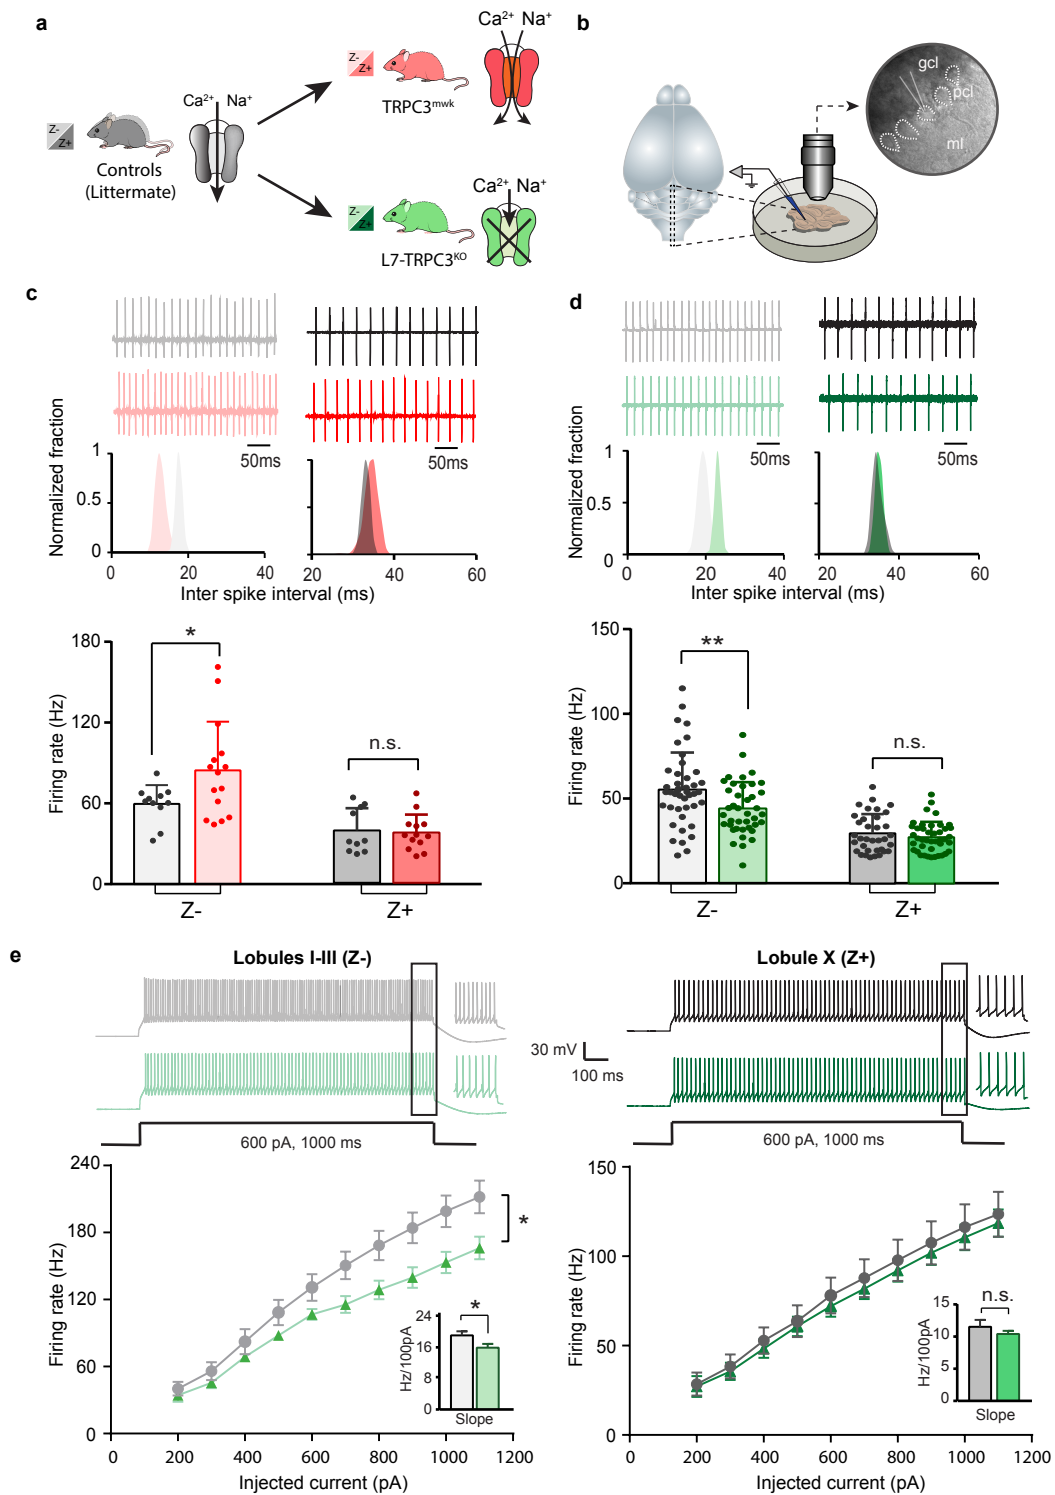 a
Ca2+ Na+
Z-
Z+
TRPC3mwk
Ca2+ Na+
Z-
Z+
Controls
(Littermate)
Ca2+ Na+
Z-
Z+
L7-TRPC3KO
b
gcl
pcl
ml
c
50ms
50ms
Normalized fraction
1
0.5
0
0
20
40
20
40
60
Inter spike interval (ms)
Firing rate (Hz)
180
120
60
0
*
n.s.
Z-
Z+
d
50ms
50ms
Normalized fraction
1
0.5
0
0
20
40
20
40
60
Inter spike interval (ms)
Firing rate (Hz)
150
100
50
0
**
n.s.
Z-
Z+
e
Lobules I-III (Z-)
600 pA, 1000 ms
30 mV
100 ms
Firing rate (Hz)
240
180
120
60
0
*
Hz/100pA
24
16
8
0
*
Slope
0
200
400
600
800
1000
1200
Injected current (pA)
Lobule X (Z+)
600 pA, 1000 ms
Firing rate (Hz)
150
100
50
0
Hz/100pA
15
10
5
0
n.s.
Slope
0
200
400
600
800
1000
1200
Injected current (pA)